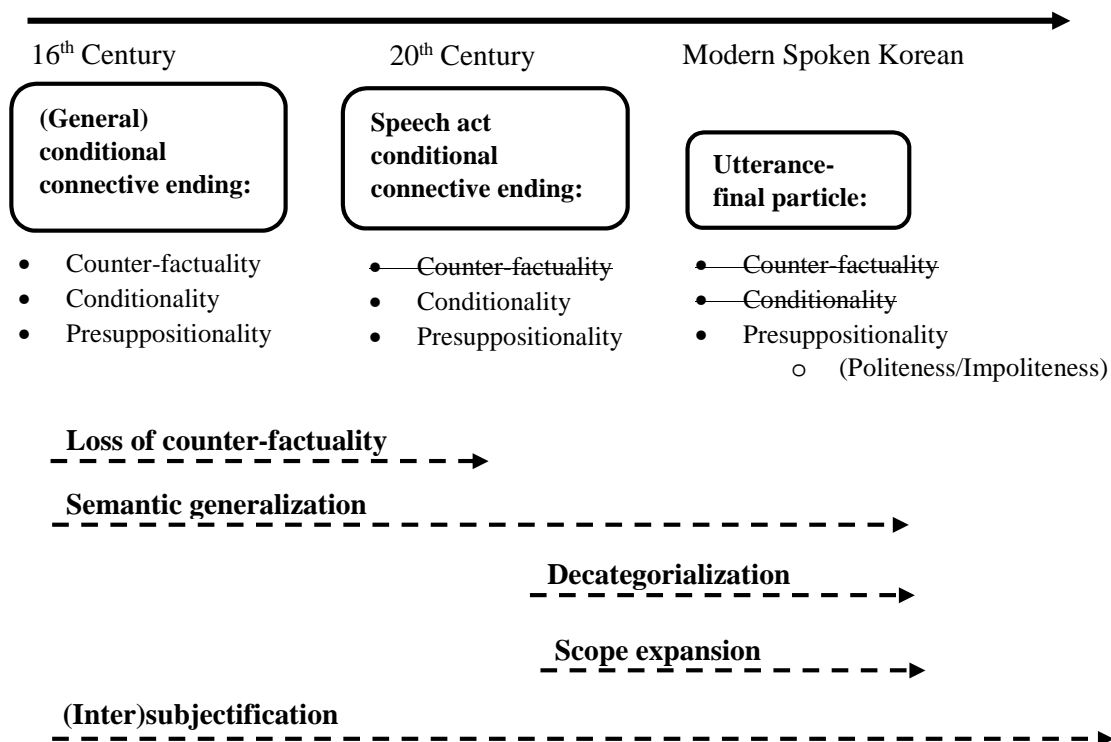 16th Century
20th Century
Modern Spoken Korean
(General)
conditional
connective ending:
Speech act
conditional
connective ending:
Utterance-
final particle:
• Counter-factuality
• Conditionality
• Presuppositionality
• Counter-factuality
• Conditionality
• Presuppositionality
• Counter-factuality
• Conditionality
• Presuppositionality
o (Politeness/Impoliteness)
Loss of counter-factuality
Semantic generalization
Decategorialization
Scope expansion
(Inter)subjectification